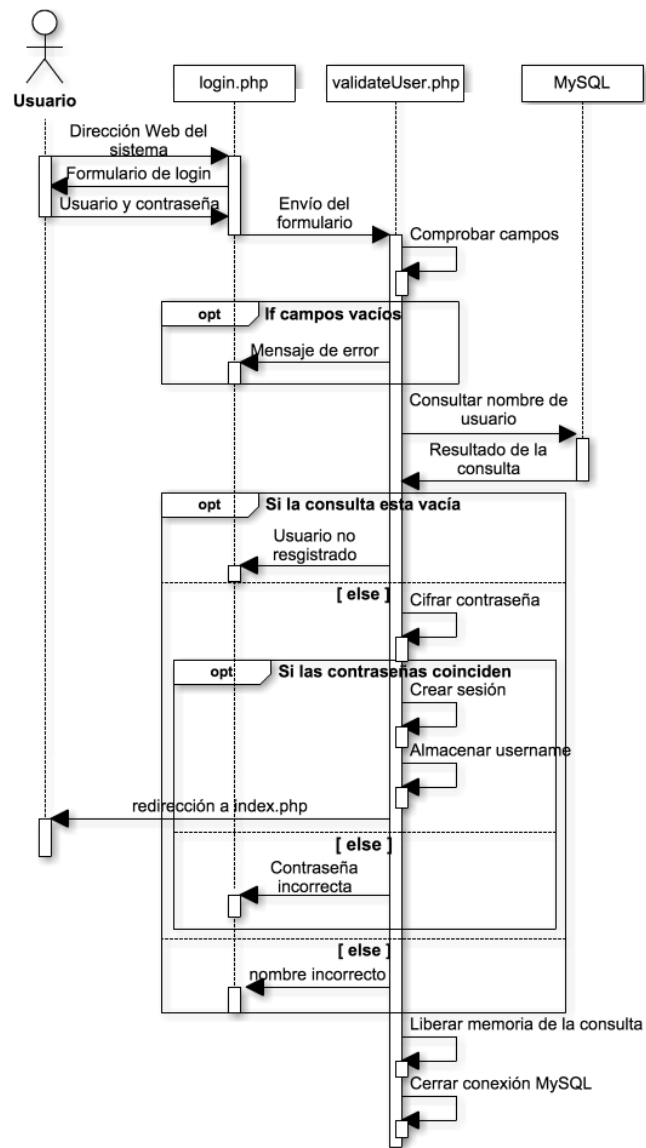 Usuario
login.php
validateUser.php
MySQL
Dirección Web del
sistema
Formulario de login
Usuario y contraseña
Envío del
formulario
Comprobar campos
opt
If campos vacíos
Mensaje de error
Consultar nombre de
usuario
Resultado de la
consulta
opt
Si la consulta esta vacía
Usuario no
resgistrado
[ else ]
Cifrar contraseña
opt
Si las contraseñas coinciden
Crear sesión
Almacenar username
redirección a index.php
[ else ]
Contraseña
incorrecta
[ else ]
nombre incorrecto
Liberar memoria de la consulta
Cerrar conexión MySQL